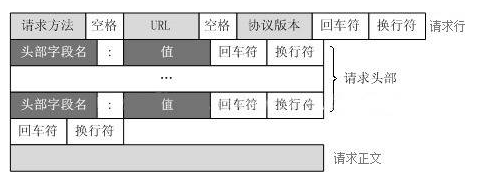 请求方法 空格 URL 空格 协议版本 回车符 换行符 请求行
头部字段名 : 值 回车符 换行符
… 请求头部
头部字段名 : 值 回车符 换行符
回车符 换行符
请求正文